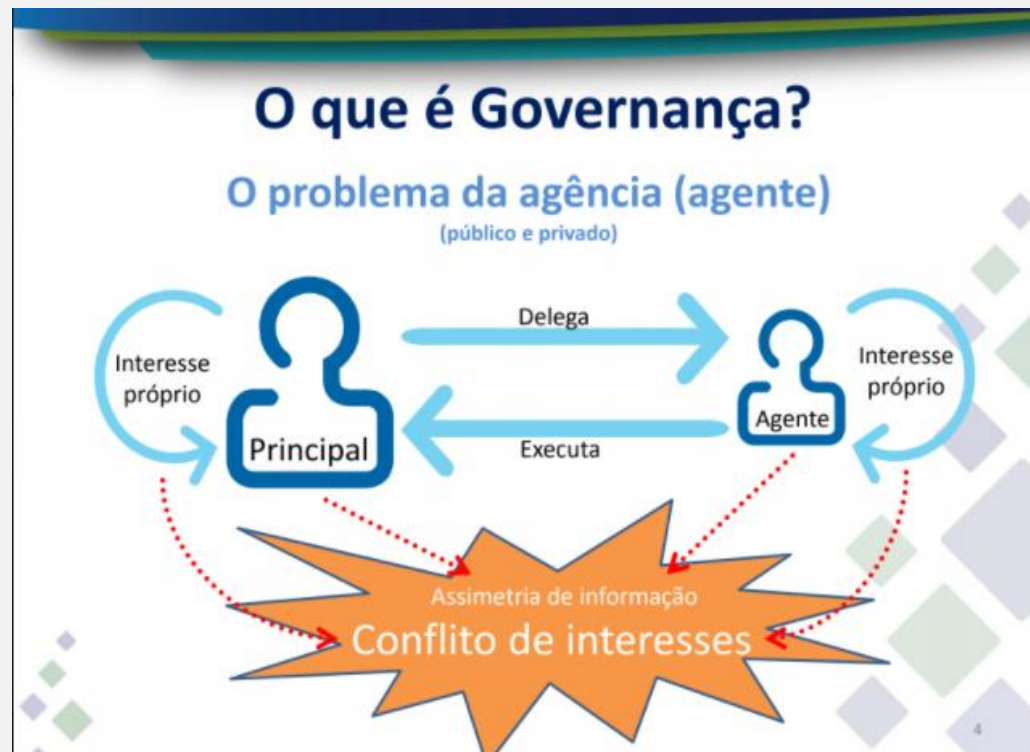 O que é Governança?
O problema da agência (agente)
(público e privado)
Delega
Interesse
próprio
Interesse
próprio
Principal
Agente
Executa
Assimetria de informação
Conflito de interesses
4